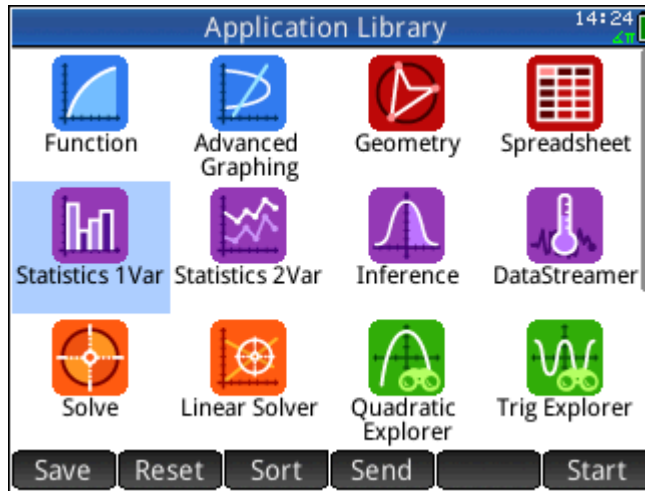 Application Library
14:24
∡π
Function
Advanced
Graphing
Geometry
Spreadsheet
Statistics 1Var
Statistics 2Var
Inference
DataStreamer
Solve
Linear Solver
Quadratic
Explorer
Trig Explorer
Save
Reset
Sort
Send
Start